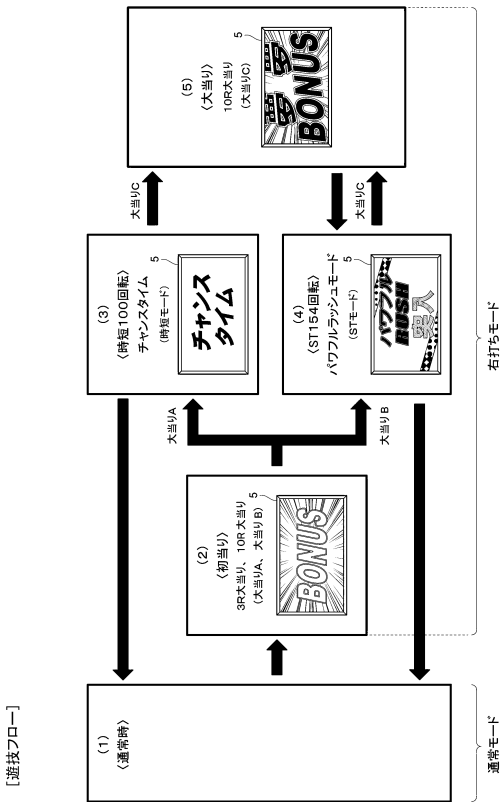 [遊技フロー]
(1)
〈通常時〉
(2)
〈初当り〉
3R大当り、10R大当り
(大当りA、大当りB)
5
BONUS
大当りA
大当りB
(3)
〈時短100回転〉
チャンスタイム
(時短モード)
5
チャンス
タイム
(4)
〈ST154回転〉
パワフルラッシュモード
(STモード)
5
パワフル
RUSH
突入
大当りC
大当りC
(5)
〈大当り〉
10R大当り
(大当りC)
5
BONUS
通常モード
右打ちモード